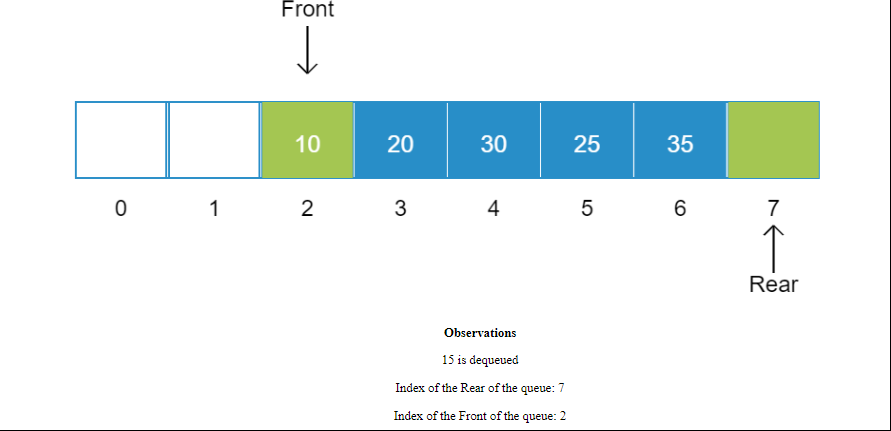 Front
10 20 30 25 35
0 1 2 3 4 5 6 7
Rear
Observations
15 is dequeued
Index of the Rear of the queue: 7
Index of the Front of the queue: 2